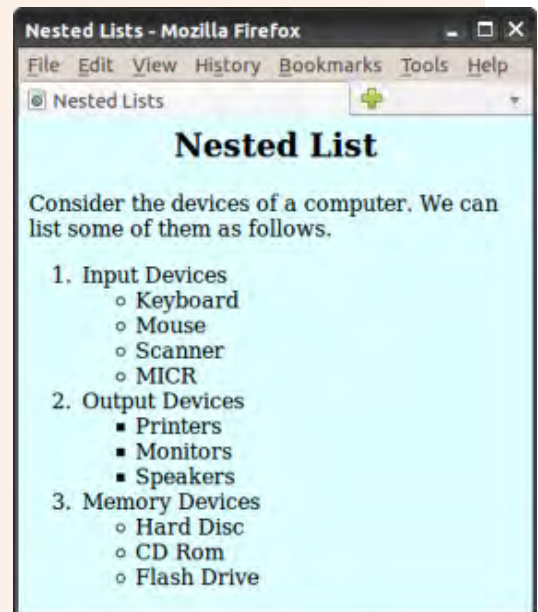 Nested Lists - Mozilla Firefox
File Edit View History Bookmarks Tools Help
Nested Lists
Nested List
Consider the devices of a computer. We can
list some of them as follows.
1. Input Devices
◦ Keyboard
◦ Mouse
◦ Scanner
◦ MICR
2. Output Devices
▪ Printers
▪ Monitors
▪ Speakers
3. Memory Devices
◦ Hard Disc
◦ CD Rom
◦ Flash Drive